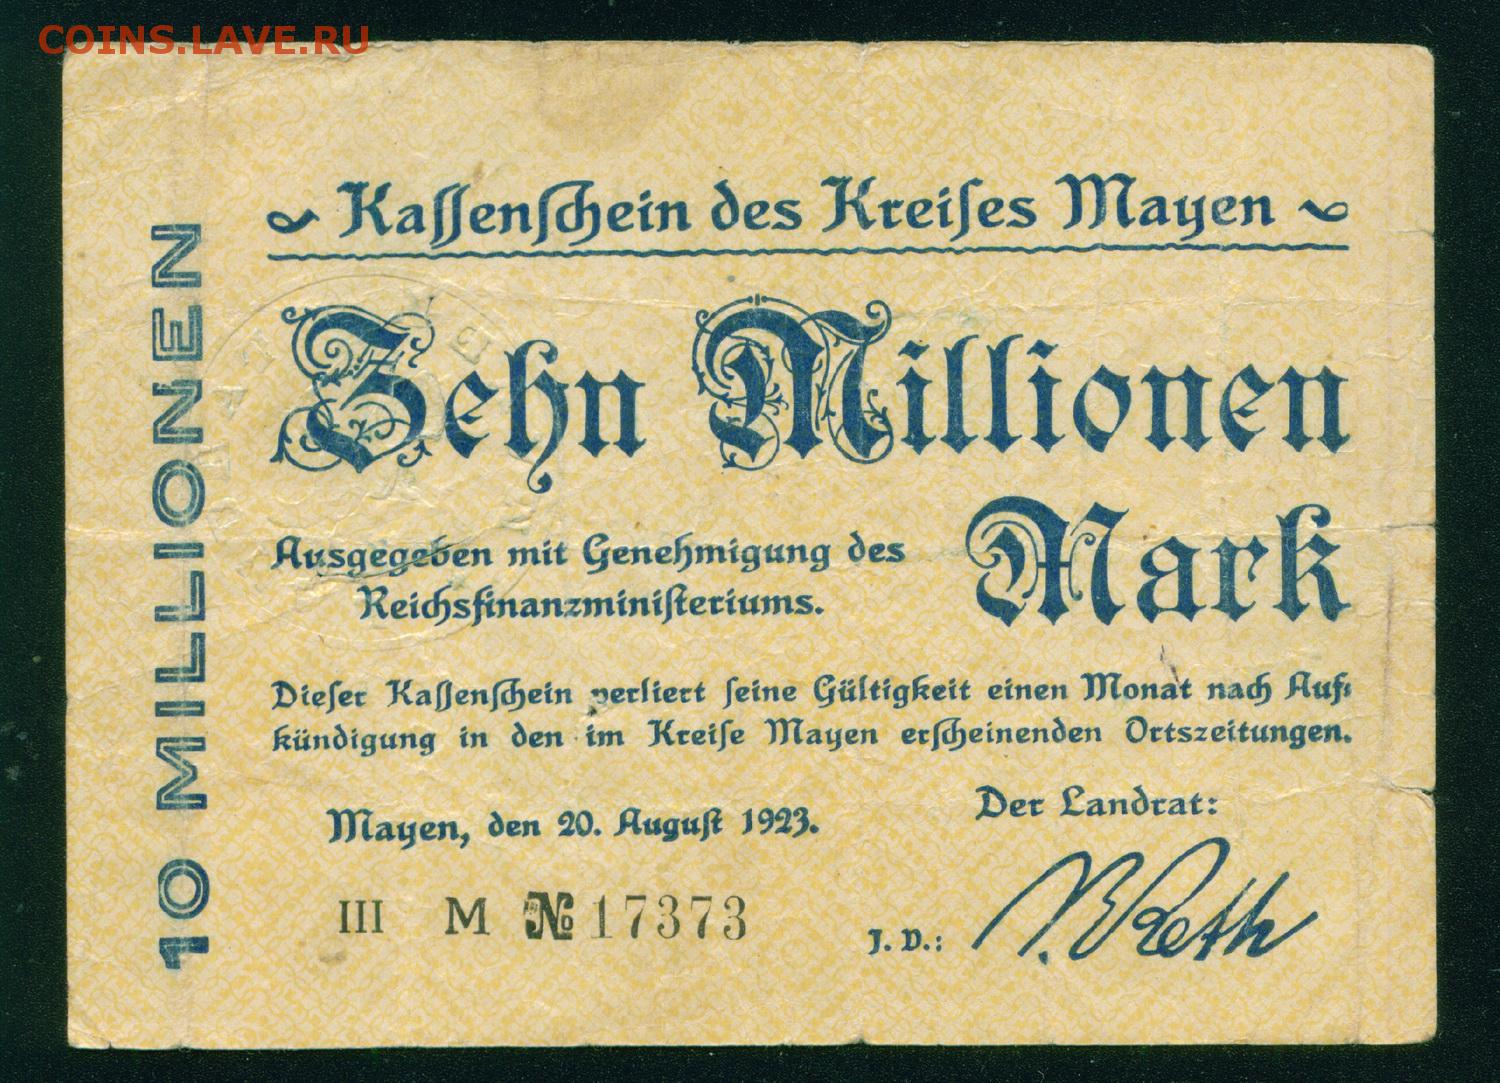 COINS.LAVE.RU
Kassenschein des Kreises Mayen
10 MILLIONEN
Zehn Millionen
Mark
Ausgegeben mit Genehmigung des
Reichsfinanzministeriums.
Dieser Kassenschein verliert seine Gültigkeit einen Monat nach Auf-
kündigung in den im Kreise Mayen erscheinenden Ortszeitungen.
Mayen, den 20. August 1923.
Der Landrat:
III M № 17373
J. V.: